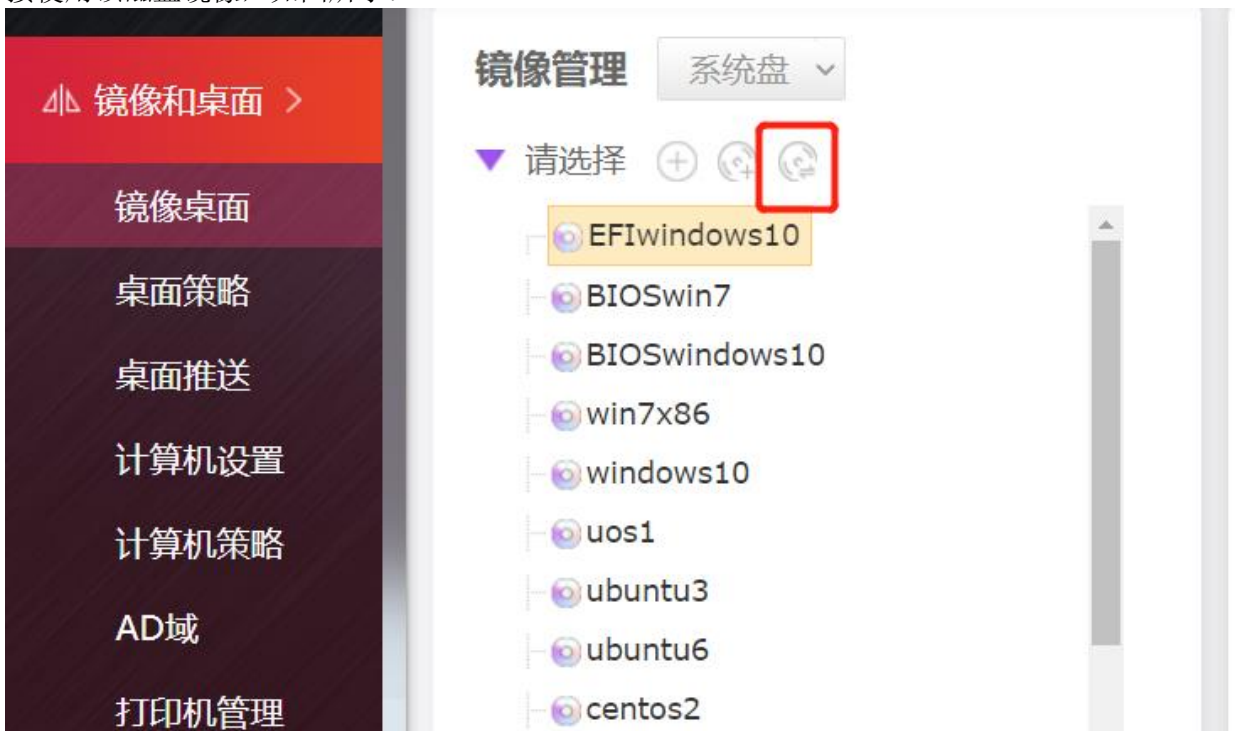 镜像和桌面
镜像桌面
桌面策略
桌面推送
计算机设置
计算机策略
AD域
打印机管理
镜像管理 系统盘
请选择
EFIwindows10
BIOSwin7
BIOSwindows10
win7x86
windows10
uos1
ubuntu3
ubuntu6
centos2